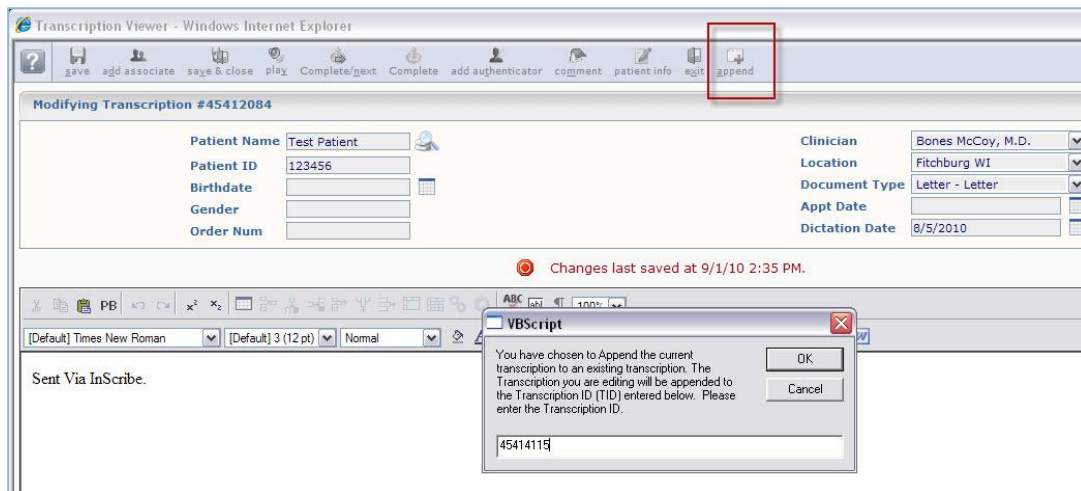 Transcription Viewer - Windows Internet Explorer
? save add associate save & close play Complete/next Complete add authenticator comment patient info exit append
Modifying Transcription #45412084
Patient Name Test Patient
Patient ID 123456
Birthdate
Gender
Order Num
Clinician Bones McCoy, M.D.
Location Fitchburg WI
Document Type Letter - Letter
Appt Date
Dictation Date 8/5/2010
Changes last saved at 9/1/10 2:35 PM.
PB x² x₂ ABC abl ¶ 100%
[Default] Times New Roman [Default] 3 (12 pt) Normal A W
Sent Via InScribe.
VBScript
You have chosen to Append the current
transcription to an existing transcription. The
Transcription you are editing will be appended to
the Transcription ID (TID) entered below. Please
enter the Transcription ID.
OK
Cancel
45414115